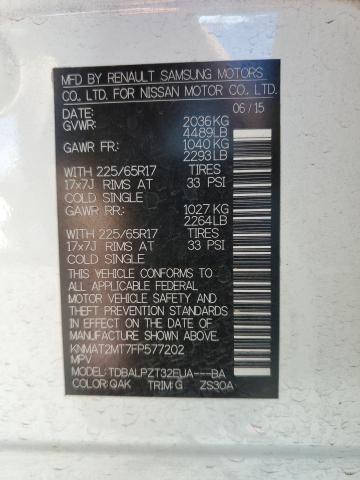 MFD BY RENAULT SAMSUNG MOTORS
CO., LTD. FOR NISSAN MOTOR CO., LTD.
DATE: 06/15
GVWR: 2036KG
4489LB
GAWR FR: 1040 KG
2293LB
WITH 225/65R17 TIRES
17x7J RIMS AT 33 PSI
COLD SINGLE
GAWR RR: 1027 KG
2264LB
WITH 225/65R17 TIRES
17x7J RIMS AT 33 PSI
COLD SINGLE
THIS VEHICLE CONFORMS TO
ALL APPLICABLE FEDERAL
MOTOR VEHICLE SAFETY AND
THEFT PREVENTION STANDARDS
IN EFFECT ON THE DATE
OF MANUFACTURE SHOWN ABOVE.
KNMAT2MT7FP577202
MPV
MODEL:TDBALPZT32EUA---BA
COLOR:QAK TRIM:G ZS30A